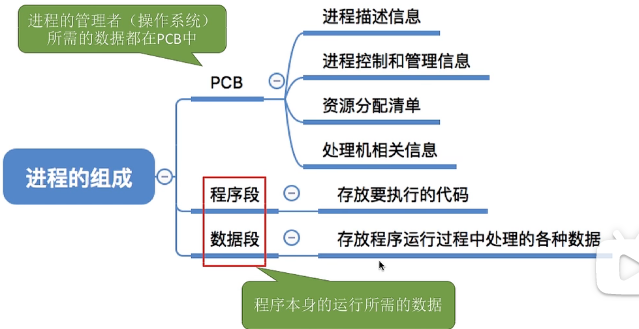 进程的管理者（操作系统）
所需的数据都在PCB中
进程描述信息
PCB
进程控制和管理信息
资源分配清单
处理机相关信息
进程的组成
程序段
存放要执行的代码
数据段
存放程序运行过程中处理的各种数据
程序本身的运行所需的数据